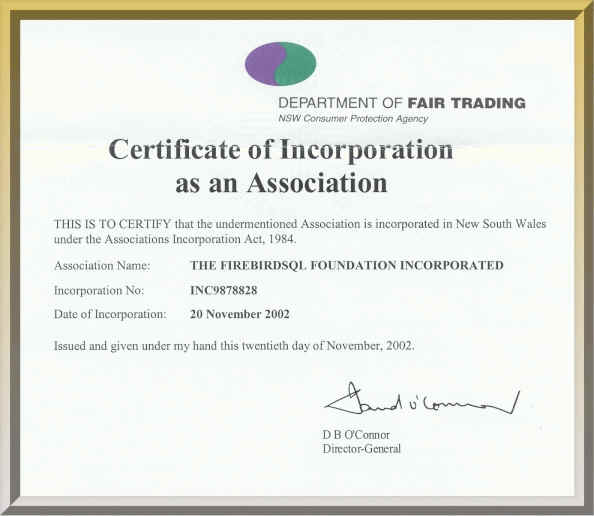 DEPARTMENT OF FAIR TRADING
NSW Consumer Protection Agency
Certificate of Incorporation
as an Association
THIS IS TO CERTIFY that the undermentioned Association is incorporated in New South Wales
under the Associations Incorporation Act, 1984.
Association Name: THE FIREBIRDSQL FOUNDATION INCORPORATED
Incorporation No: INC9878828
Date of Incorporation: 20 November 2002
Issued and given under my hand this twentieth day of November, 2002.
David O'Connor
D B O'Connor
Director-General